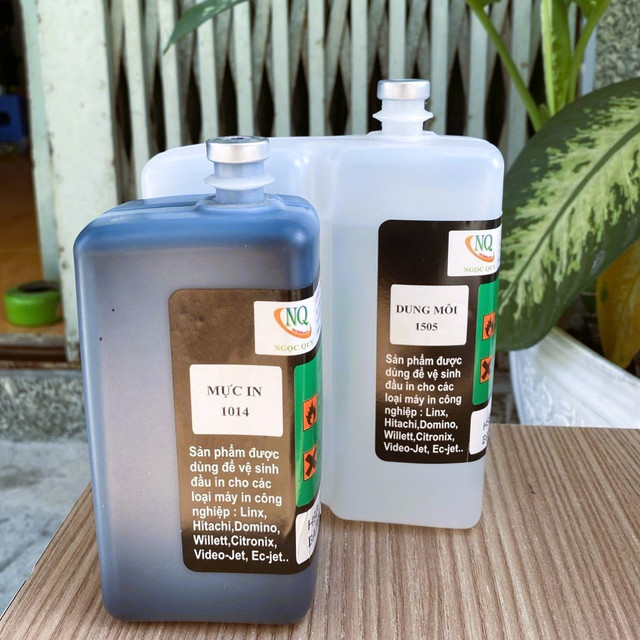 NQ
NGỌC QUÝ
MỰC IN
1014
Sản phẩm được
dùng để vệ sinh
đầu in cho các
loại máy in công
nghiệp : Linx,
Hitachi,Domino,
Willett,Citronix,
Video-Jet, Ec-jet..
NQ
NGỌC QUÝ
DUNG MÔI
1505
Sản phẩm được
dùng để vệ sinh
đầu in cho các
loại máy in công
nghiệp : Linx,
Hitachi,Domino,
Willett,Citronix,
Video-Jet, Ec-jet..